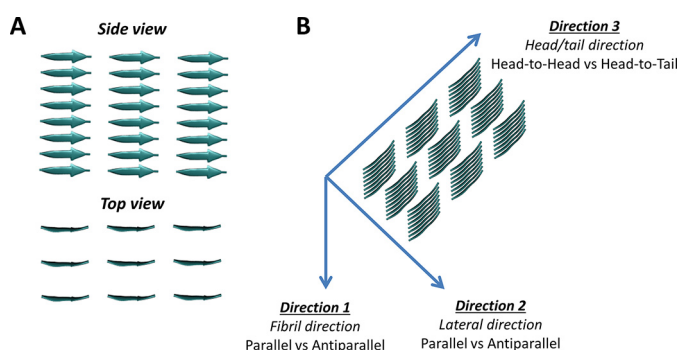 A
Side view
Top view
B
Direction 3
Head/tail direction
Head-to-Head vs Head-to-Tail
Direction 1
Fibril direction
Parallel vs Antiparallel
Direction 2
Lateral direction
Parallel vs Antiparallel